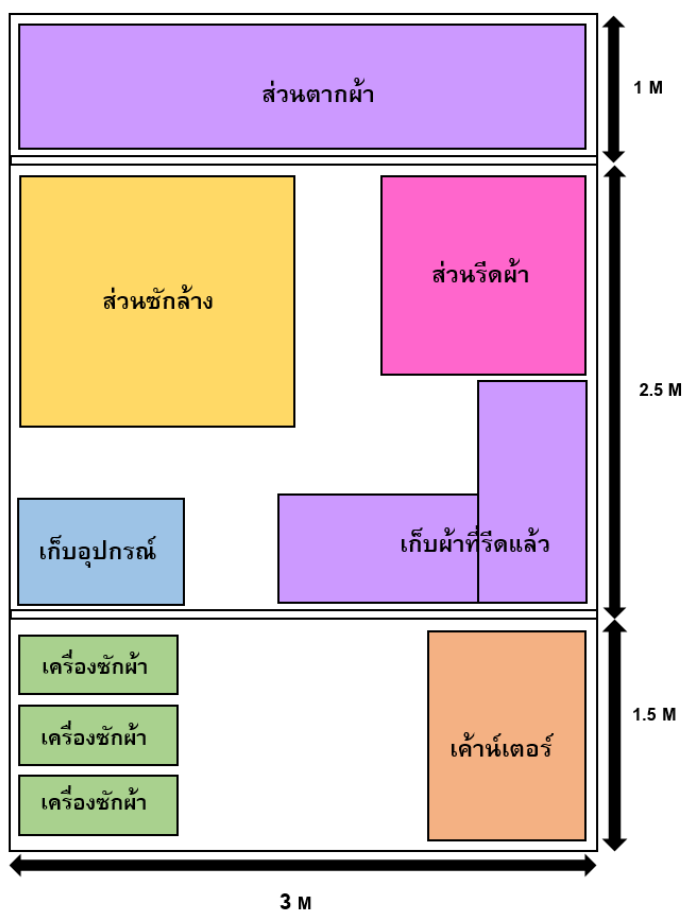 ส่วนตากผ้า
1 M
ส่วนซักล้าง
ส่วนรีดผ้า
2.5 M
เก็บอุปกรณ์
เก็บผ้าที่รีดแล้ว
เครื่องซักผ้า
เครื่องซักผ้า
เครื่องซักผ้า
เค้าน์เตอร์
1.5 M
3 M